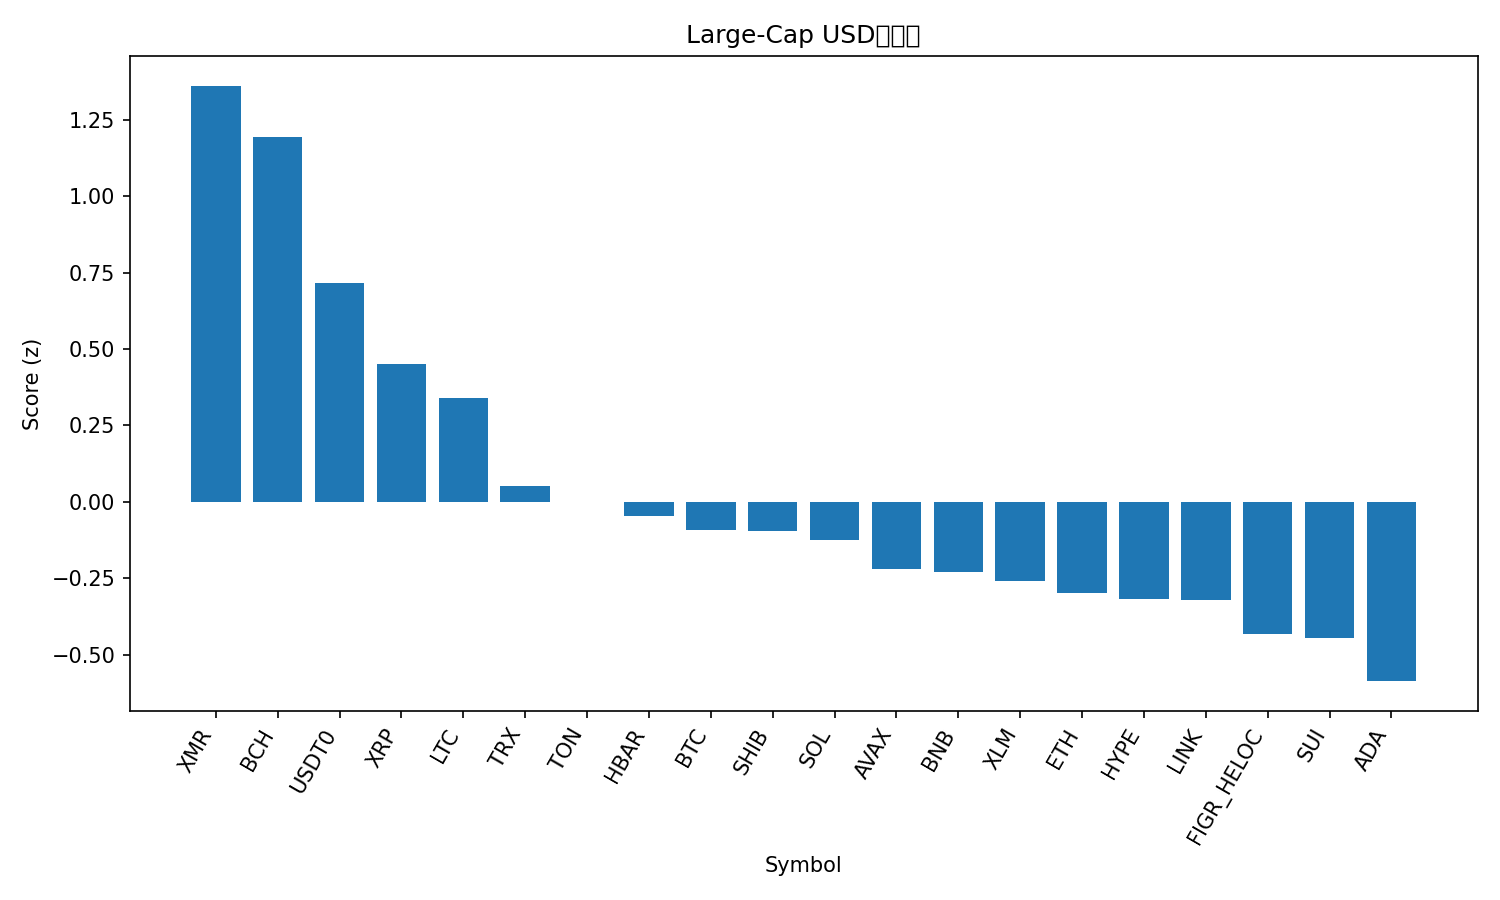 Large-Cap USD
1.25
1.00
0.75
0.50
0.25
0.00
−0.25
−0.50
Score (z)
XMR
BCH
USDT0
XRP
LTC
TRX
TON
HBAR
BTC
SHIB
SOL
AVAX
BNB
XLM
ETH
HYPE
LINK
FIGR_HELOC
SUI
ADA
Symbol